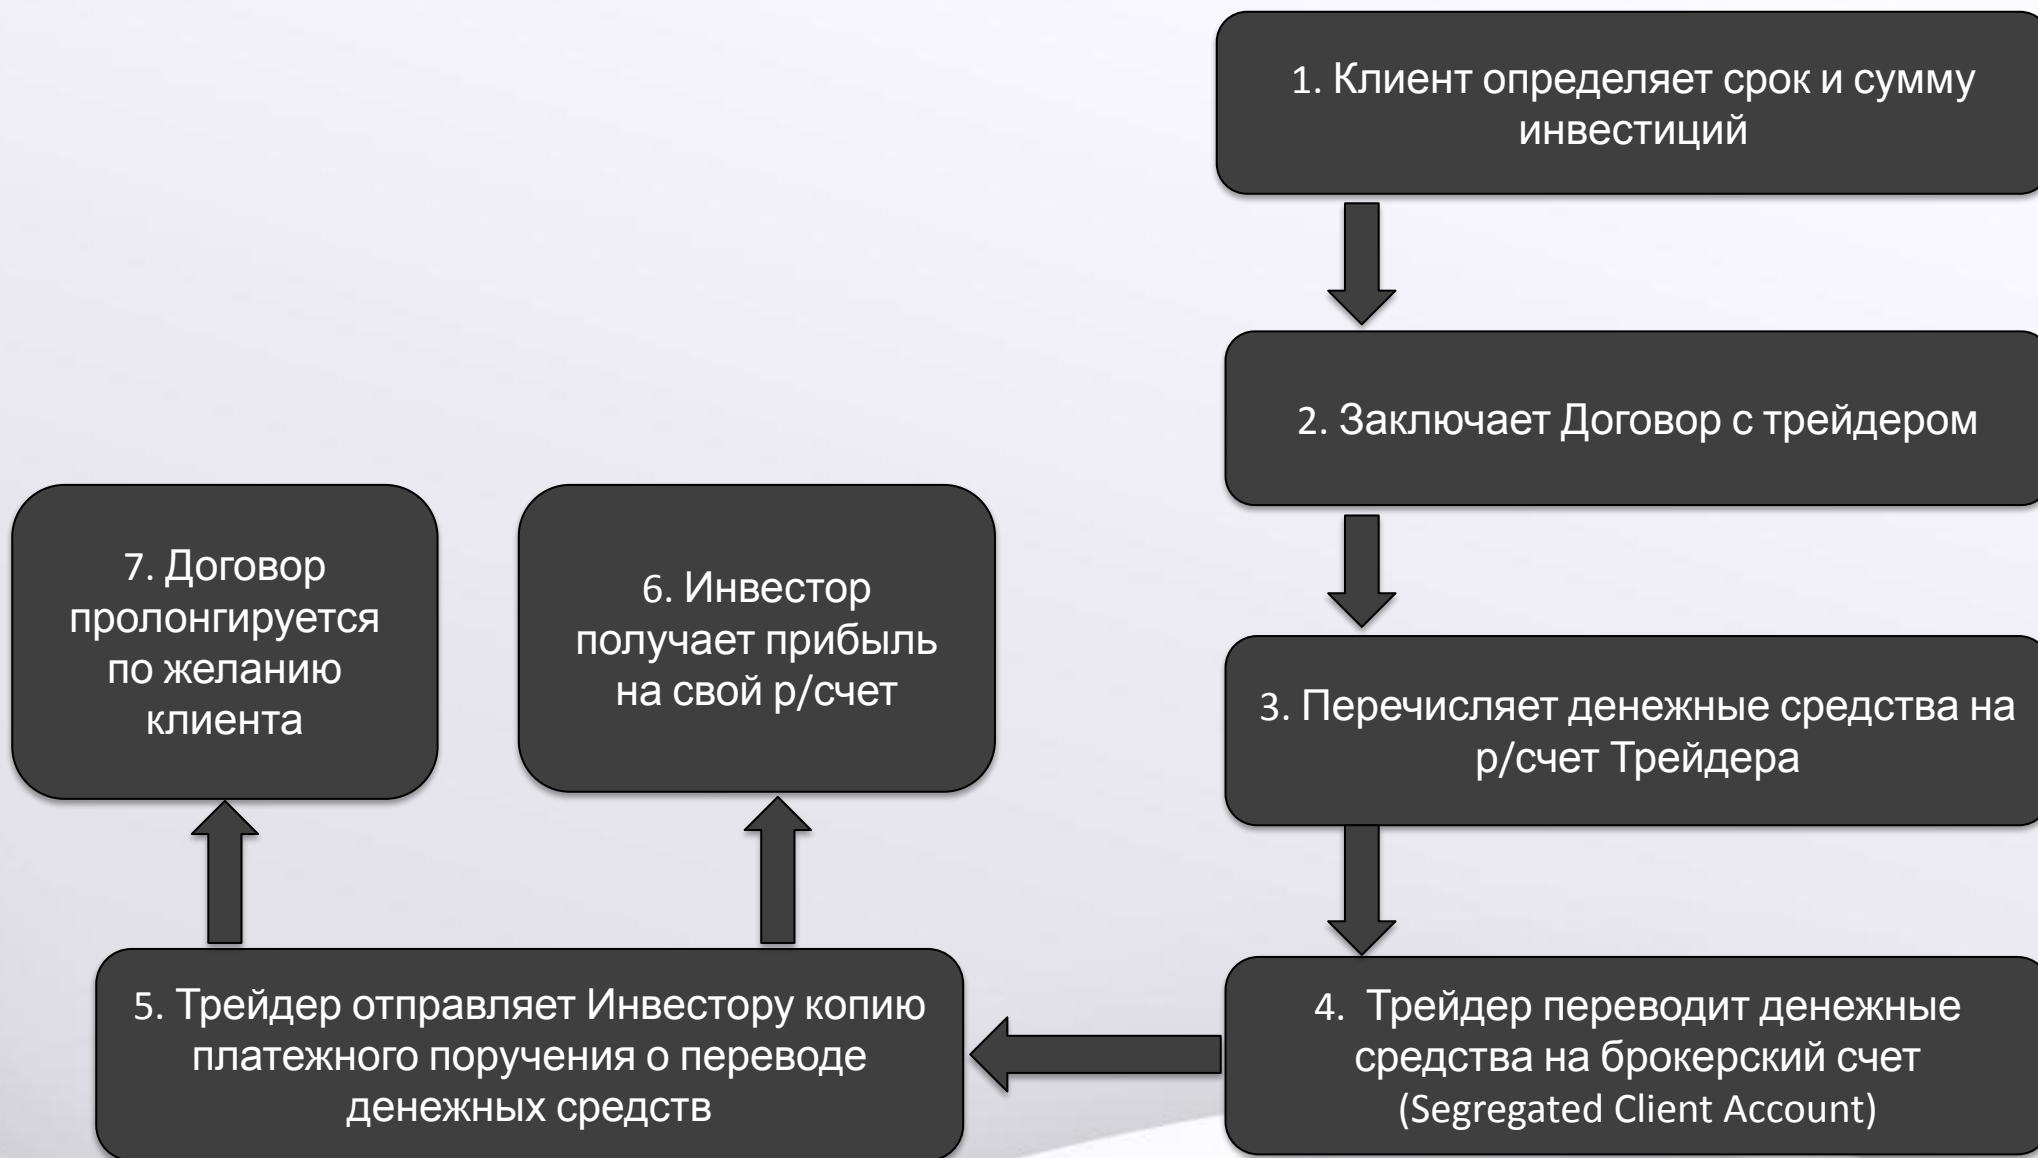 1. Клиент определяет срок и сумму
инвестиций
2. Заключает Договор с трейдером
3. Перечисляет денежные средства на
р/счет Трейдера
4. Трейдер переводит денежные
средства на брокерский счет
(Segregated Client Account)
5. Трейдер отправляет Инвестору копию
платежного поручения о переводе
денежных средств
6. Инвестор
получает прибыль
на свой р/счет
7. Договор
пролонгируется
по желанию
клиента